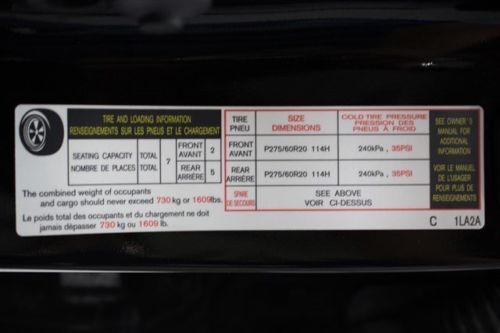 TIRE AND LOADING INFORMATION
RENSEIGNEMENTS SUR LES PNEUS ET LE CHARGEMENT
SEATING CAPACITY TOTAL 7 FRONT AVANT 2
NOMBRE DE PLACES TOTAL REAR ARRIÈRE 5
The combined weight of occupants
and cargo should never exceed 730 kg or 1609 lbs.
Le poids total des occupants et du chargement ne doit
jamais dépasser 730 kg ou 1609 lb.
TIRE PNEU SIZE DIMENSIONS COLD TIRE PRESSURE PRESSION DES PNEUS À FROID
FRONT AVANT P275/60R20 114H 240kPa , 35PSI
REAR ARRIÈRE P275/60R20 114H 240kPa , 35PSI
SPARE DE SECOURS SEE ABOVE VOIR CI-DESSUS
SEE OWNER'S
MANUAL FOR
ADDITIONAL
INFORMATION
VOIR LE MANUEL
DE L'USAGER
POUR PLUS DE
RENSEIGNEMENTS
C 1LA2A